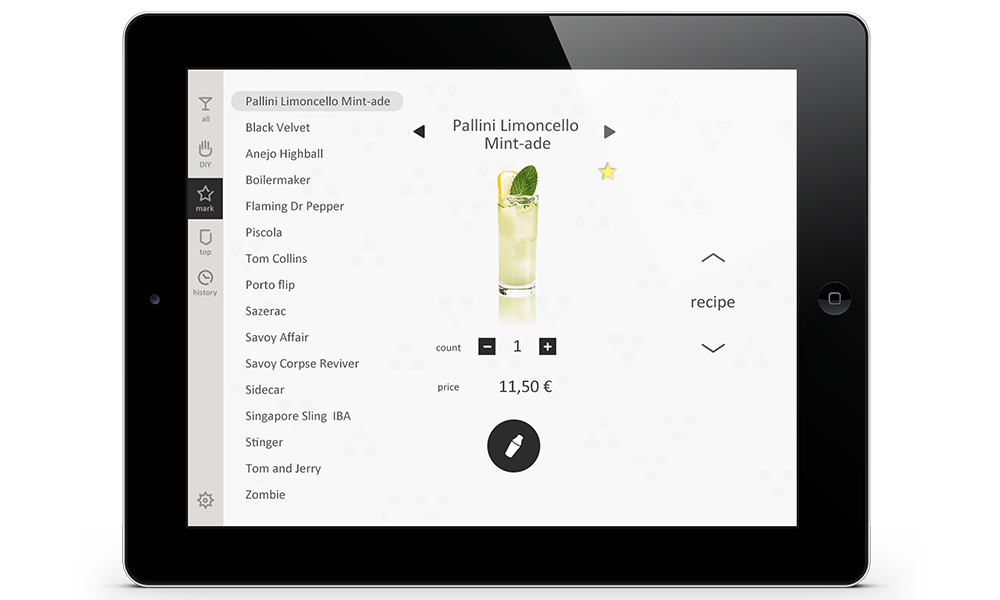 all
DIY
mark
top
history
Pallini Limoncello Mint-ade
Black Velvet
Anejo Highball
Boilermaker
Flaming Dr Pepper
Piscola
Tom Collins
Porto flip
Sazerac
Savoy Affair
Savoy Corpse Reviver
Sidecar
Singapore Sling IBA
Stinger
Tom and Jerry
Zombie
Pallini Limoncello
Mint-ade
count 1
price 11,50 €
recipe